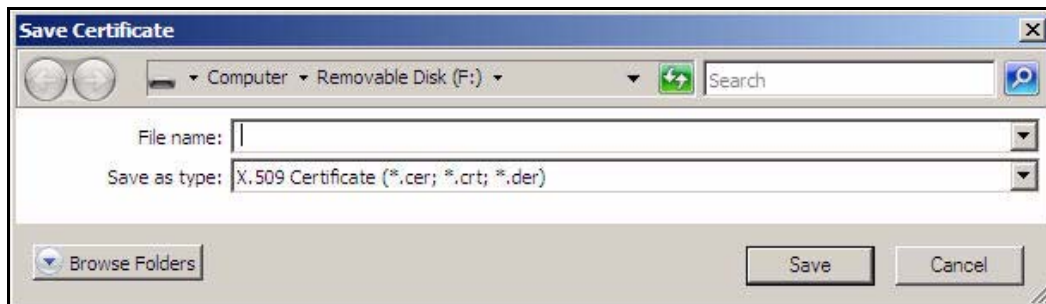 Save Certificate
Computer Removable Disk (F:) Search
File name:
Save as type: X.509 Certificate (*.cer; *.crt; *.der)
Browse Folders Save Cancel